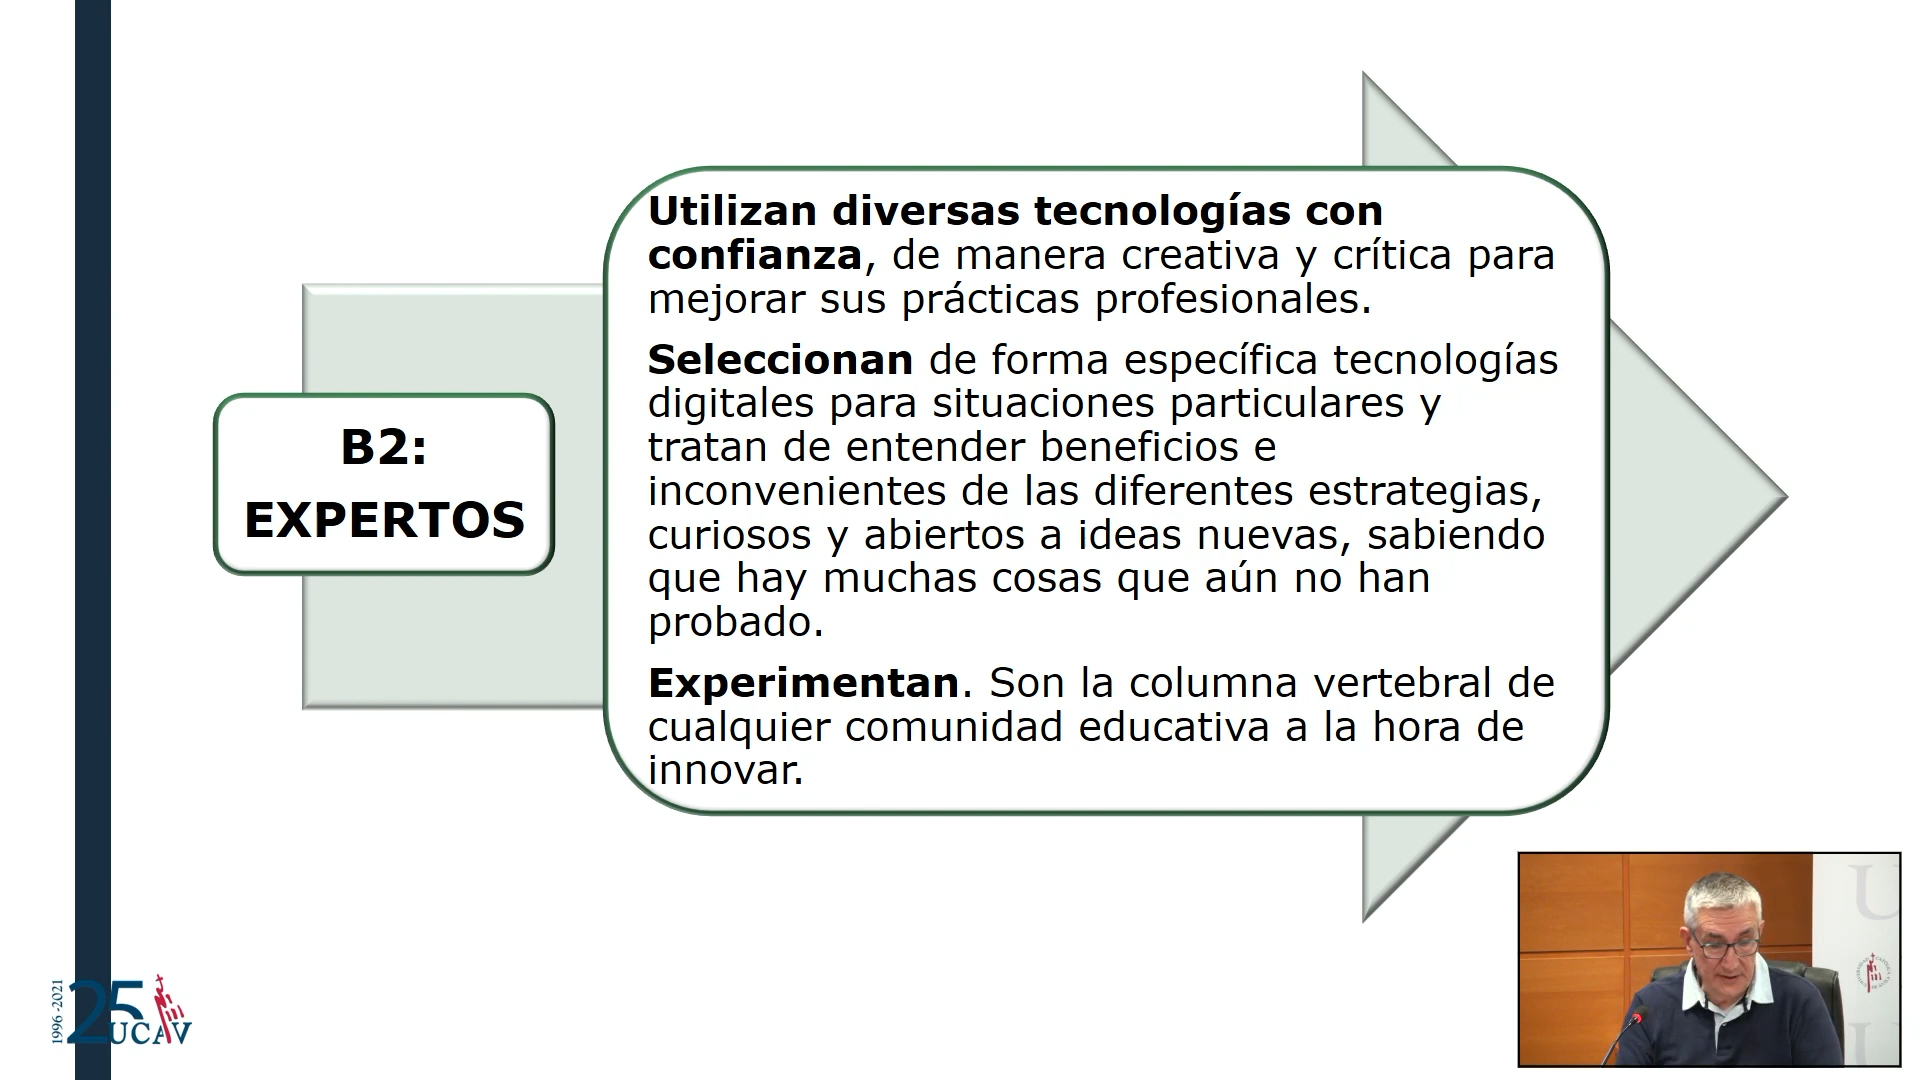 Utilizan diversas tecnologías con
confianza, de manera creativa y crítica para
mejorar sus prácticas profesionales.
Seleccionan de forma específica tecnologías
digitales para situaciones particulares y
tratan de entender beneficios e
inconvenientes de las diferentes estrategias,
curiosos y abiertos a ideas nuevas, sabiendo
que hay muchas cosas que aún no han
probado.
Experimentan. Son la columna vertebral de
cualquier comunidad educativa a la hora de
innovar.
B2:
EXPERTOS
1996 -2021
25
UCAV
U
U